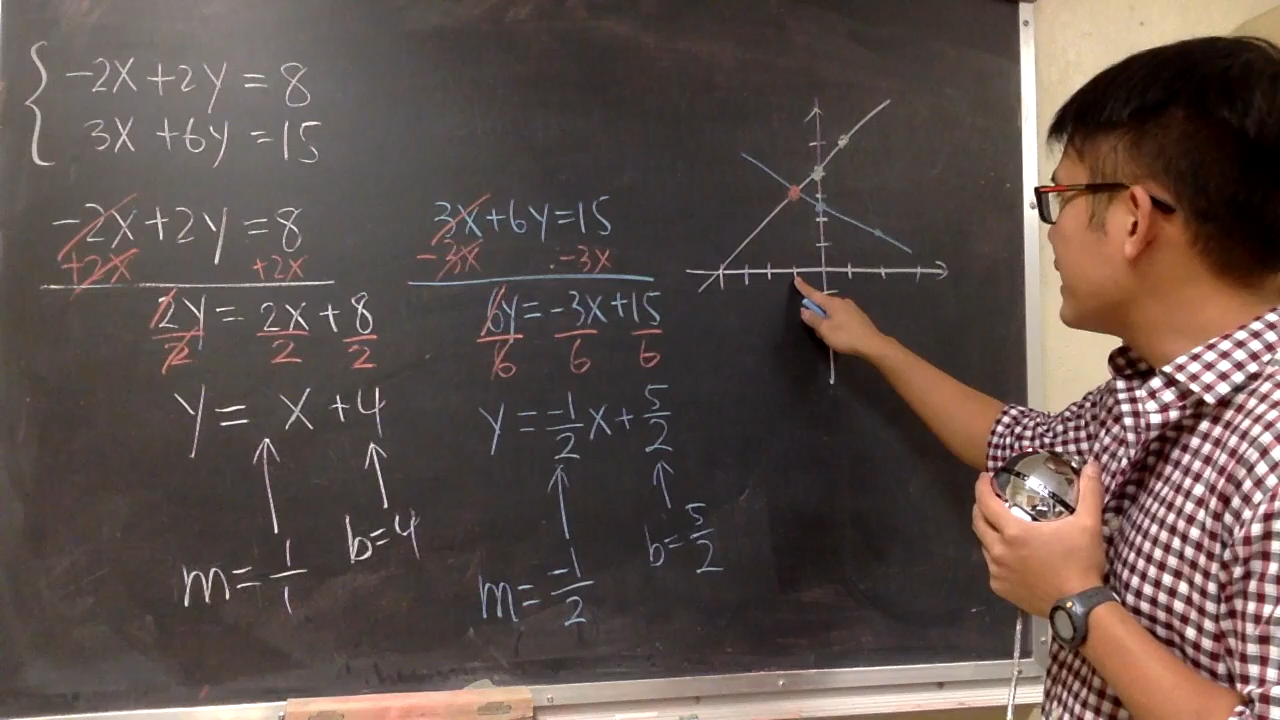 -2X+2Y=8
3X+6Y=15
-2X+2Y=8
+2X +2X
2Y = 2X + 8
2 2 2
Y = X + 4
b=4
m=1/1
3X+6Y=15
-3X -3X
6Y=-3X+15
6 6 6
Y=-1/2X+5/2
b=5/2
m=-1/2